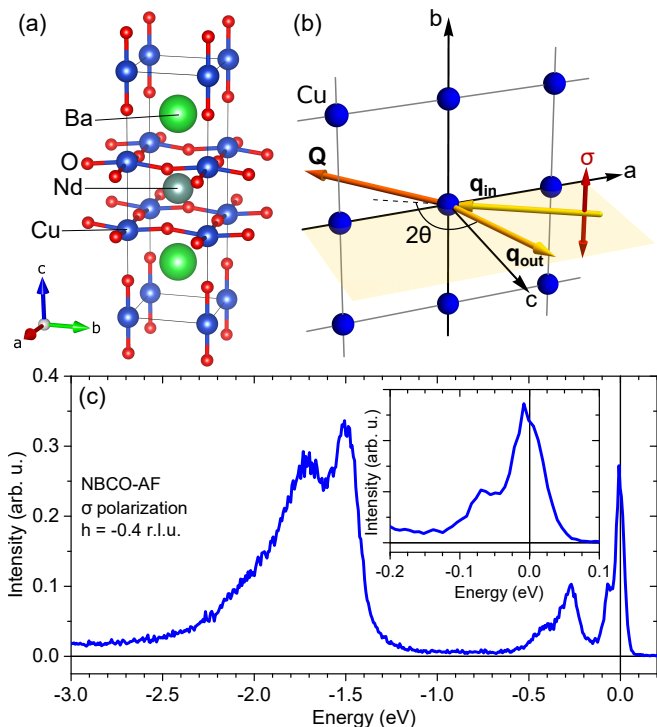 (a)
Ba
O
Nd
Cu
c
b
a
(b)
b
Cu
Q
q_in
σ
a
2θ
q_out
c
(c)
0.4
0.3
0.2
0.1
0.0
Intensity (arb. u.)
NBCO-AF
σ polarization
h = -0.4 r.l.u.
Intensity (arb. u.)
-0.2 -0.1 0.0 0.1
Energy (eV)
-3.0 -2.5 -2.0 -1.5 -1.0 -0.5 0.0
Energy (eV)